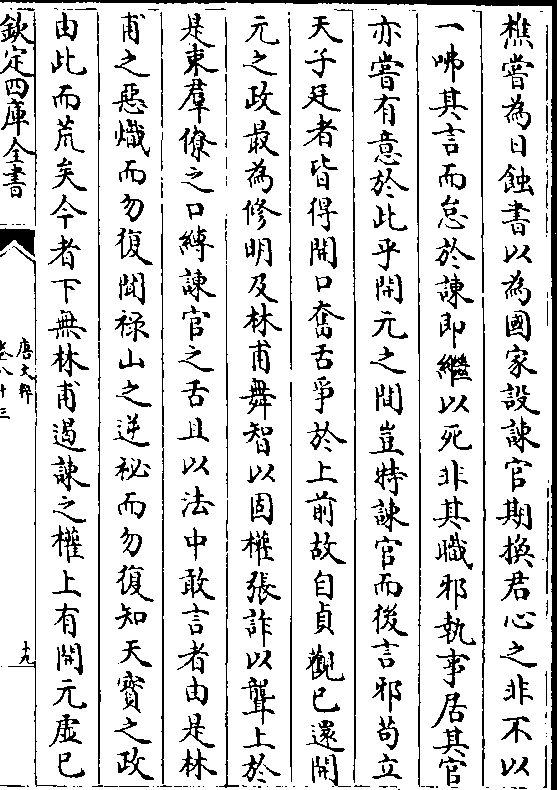 樵嘗為日蝕書以為國家設諫官期換君心之非不以
一咈其言而怠於諫即繼以死非其職邪執事居其官
亦嘗有意於此乎開元之間豈特諫官而後言邪苟立
天子廷者皆得開口奮舌爭於上前故自貞觀已還開
元之政最為修明及林甫舞智以固權張詐以聾上於
是束羣僚之口縛諫官之舌且以法中敢言者由是林
甫之惡熾而勿復聞祿山之逆祕而勿復知天寳之政
由此而荒矣今者下無林甫遏諫之權上有開元虛已
欽定四庫全書
唐文粹
卷八十三
十九